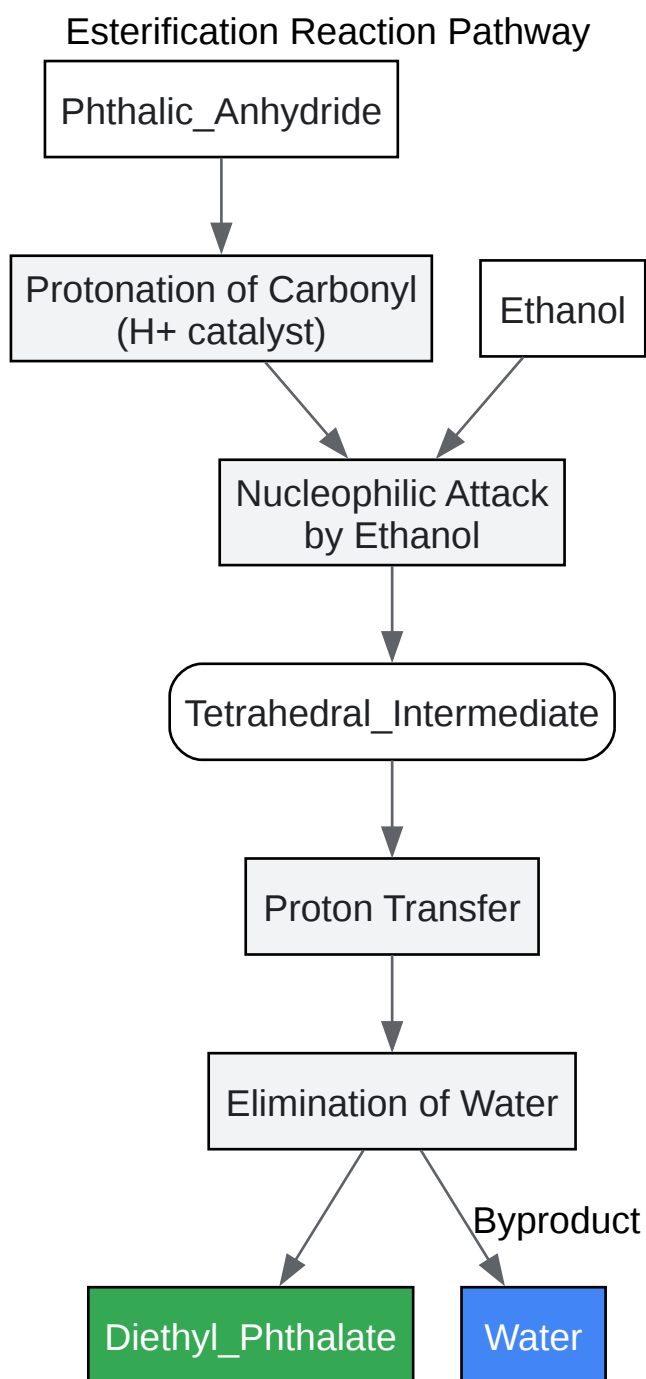 Esterification Reaction Pathway
Phthalic_Anhydride
Protonation of Carbonyl
(H+ catalyst)
Ethanol
Nucleophilic Attack
by Ethanol
Tetrahedral_Intermediate
Proton Transfer
Elimination of Water
Byproduct
Diethyl_Phthalate
Water